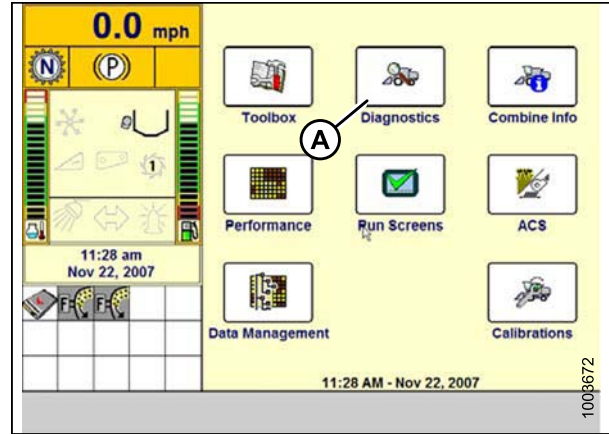 0.0 mph
N
(P)
1
11:28 am
Nov 22, 2007
F
F
Toolbox
Diagnostics
Combine Info
A
Performance
Run Screens
ACS
Data Management
Calibrations
11:28 AM - Nov 22, 2007
1003672